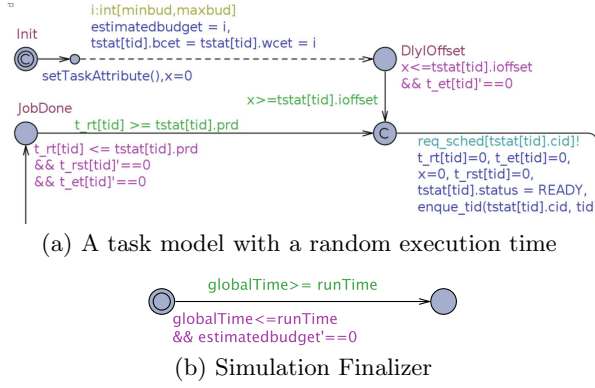 i:int[minbud,maxbud]
estimatedbudget = i,
tstat[tid].bcet = tstat[tid].wcet = i
Init
C
setTaskAttribute(),x=0
DlyIOffset
x<=tstat[tid].ioffset
&& t_et[tid]'==0
x>=tstat[tid].ioffset
JobDone
t_rt[tid] >= tstat[tid].prd
C
t_rt[tid] <= tstat[tid].prd
&& t_rst[tid]'==0
&& t_et[tid]'==0
req_sched[tstat[tid].cid]!
t_rt[tid]=0, t_et[tid]=0,
x=0, t_rst[tid]=0,
tstat[tid].status = READY,
enque_tid(tstat[tid].cid, tid
(a) A task model with a random execution time
globalTime>= runTime
globalTime<=runTime
&& estimatedbudget'==0
(b) Simulation Finalizer